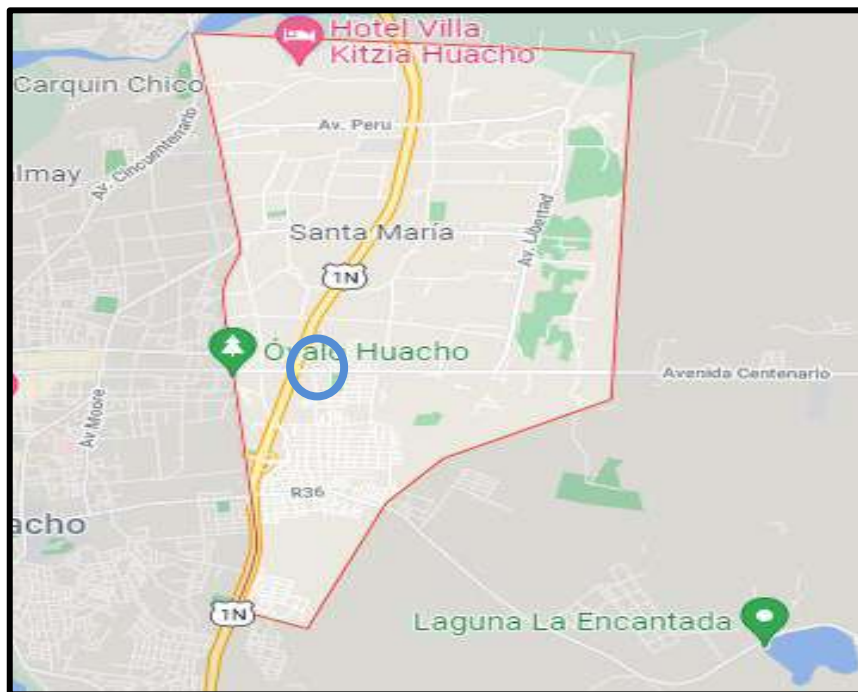 Hotel Villa
Kitzia Huacho
Carquin Chico
Av. Peru
Av. Cincuentenario
lmay
Santa María
Av. Libertad
1N
Óvalo Huacho
Avenida Centenario
Av Moore
R36
acho
1N
Laguna La Encantada